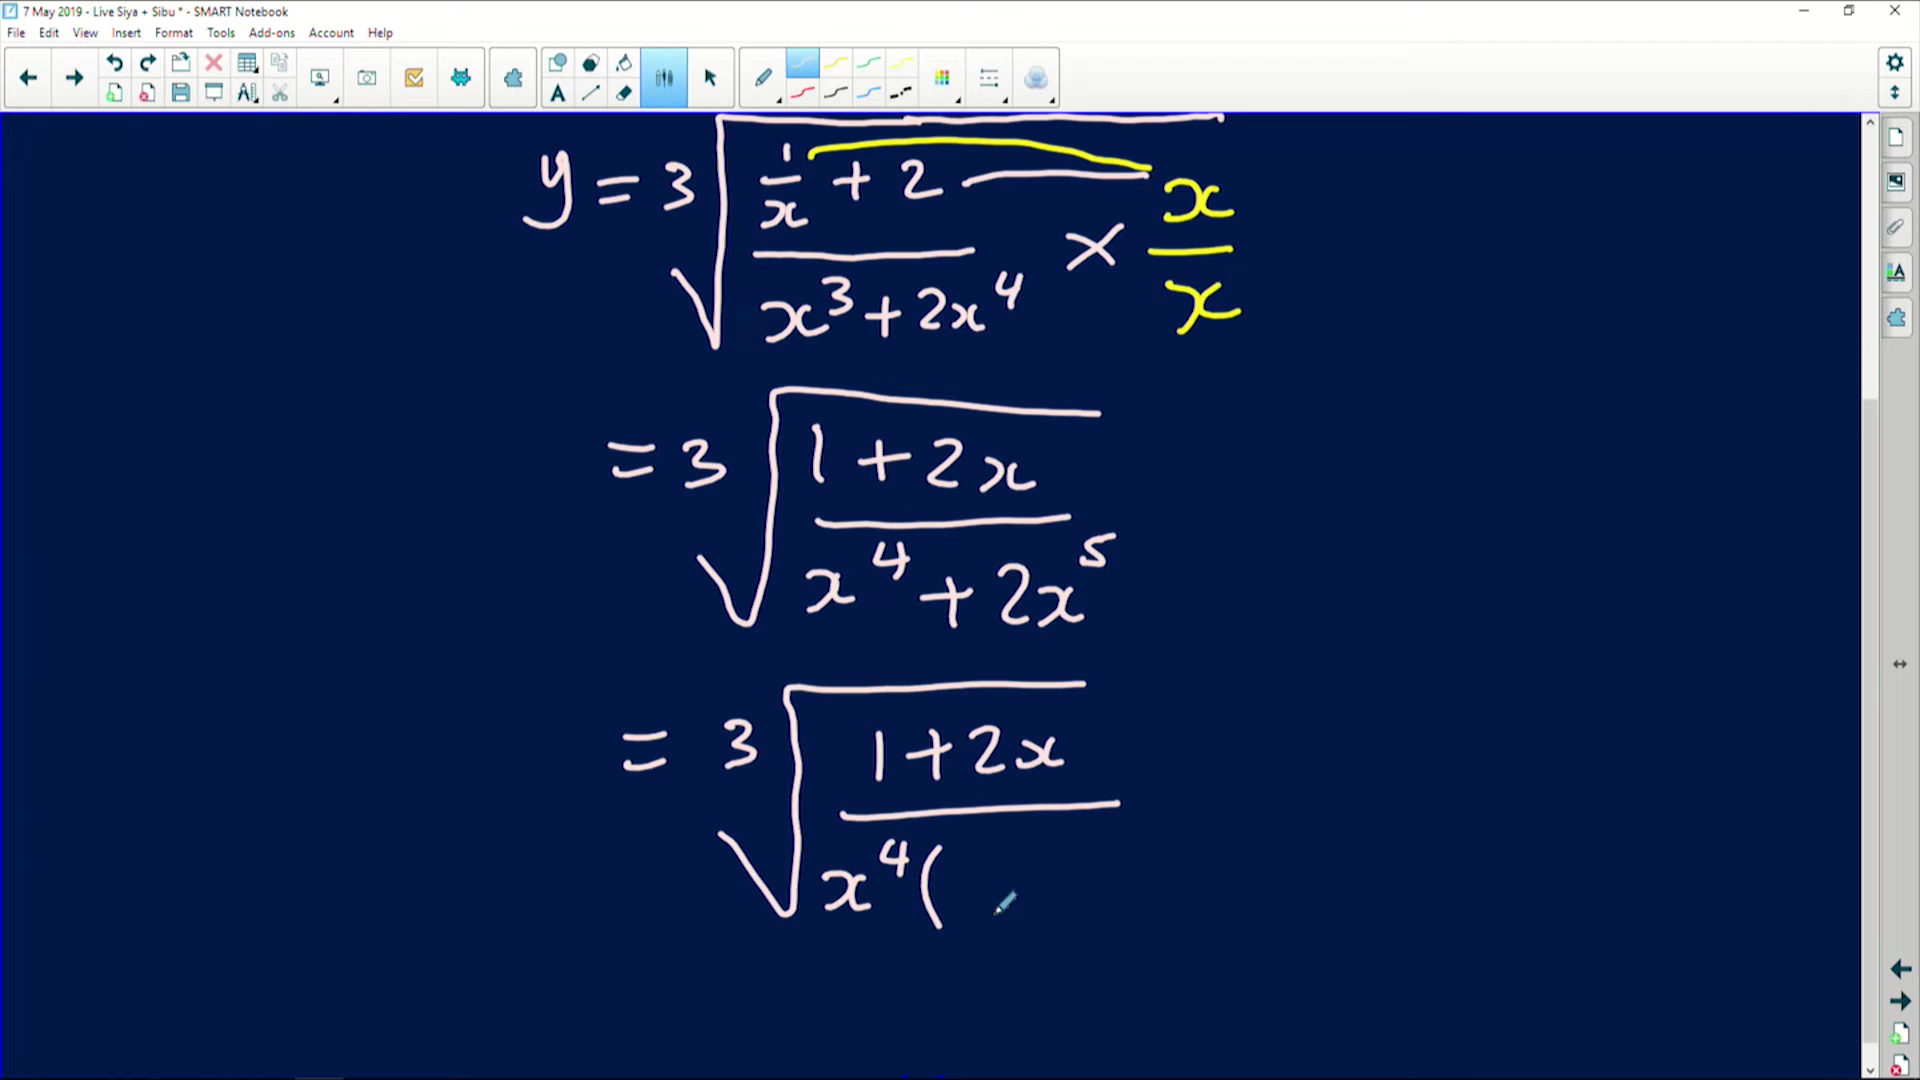 7 May 2019 - Live Siya + Sibu * - SMART Notebook
File Edit View Insert Format Tools Add-ons Account Help
y = 3√((1/x + 2)/(x³ + 2x⁴) × x/x)
= 3√((1 + 2x)/(x⁴ + 2x⁵))
= 3√((1 + 2x)/(x⁴(